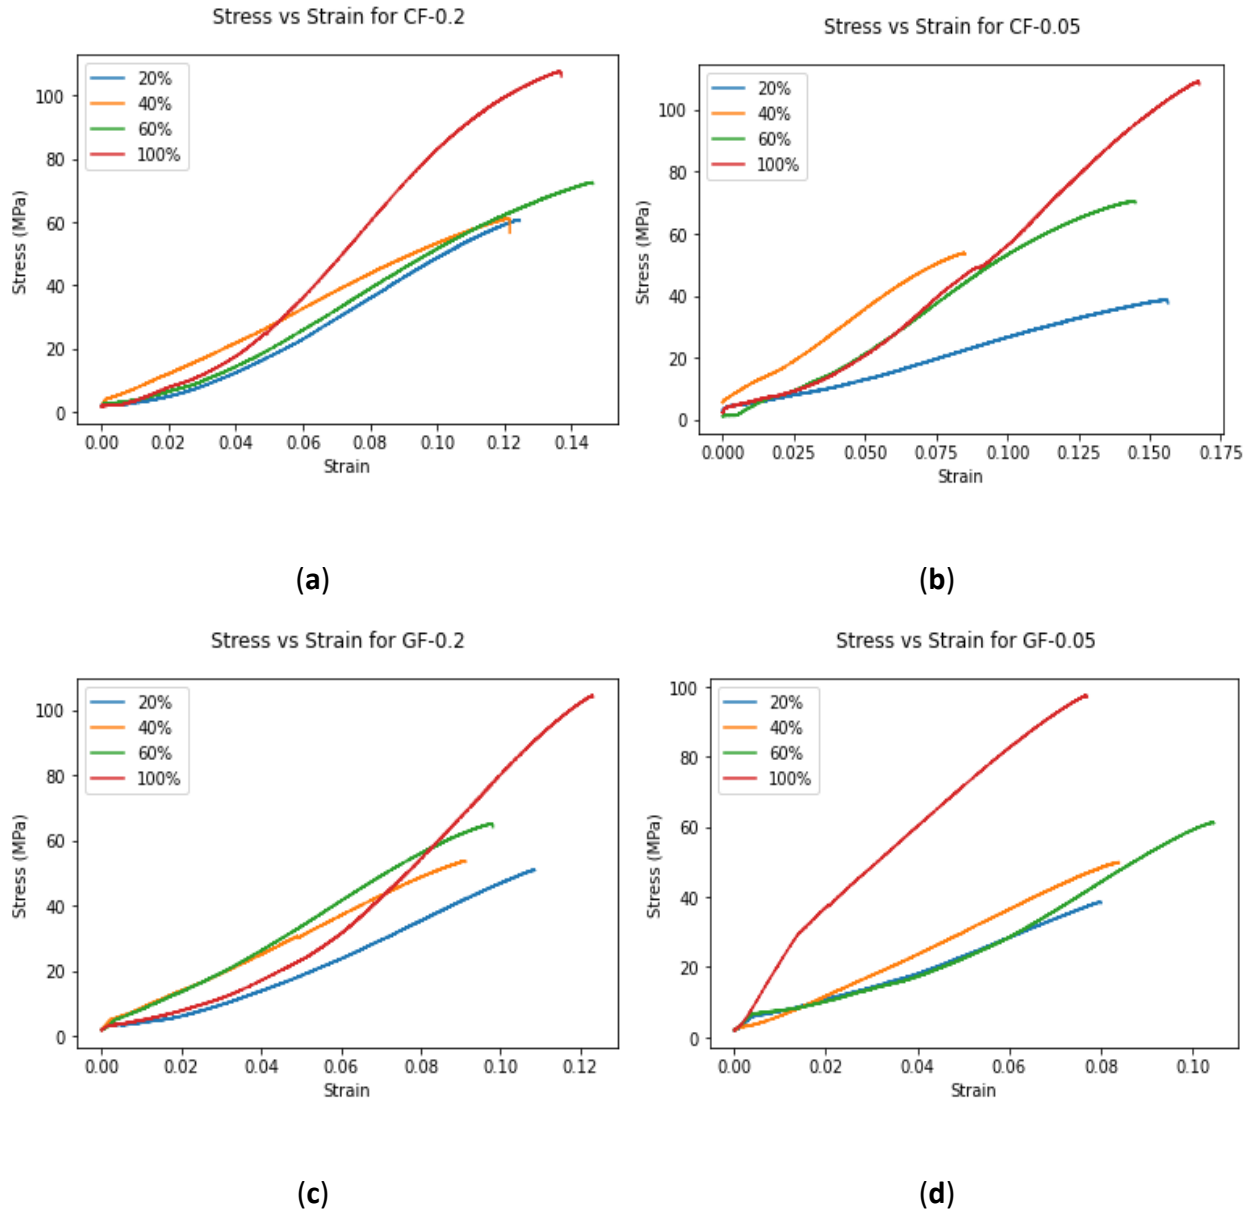 Stress vs Strain for CF-0.2
20%
40%
60%
100%
100
80
60
40
20
0
Stress (MPa)
0.00 0.02 0.04 0.06 0.08 0.10 0.12 0.14
Strain
(a)
Stress vs Strain for CF-0.05
20%
40%
60%
100%
100
80
60
40
20
0
Stress (MPa)
0.000 0.025 0.050 0.075 0.100 0.125 0.150 0.175
Strain
(b)
Stress vs Strain for GF-0.2
20%
40%
60%
100%
100
80
60
40
20
0
Stress (MPa)
0.00 0.02 0.04 0.06 0.08 0.10 0.12
Strain
(c)
Stress vs Strain for GF-0.05
20%
40%
60%
100%
100
80
60
40
20
0
Stress (MPa)
0.00 0.02 0.04 0.06 0.08 0.10
Strain
(d)